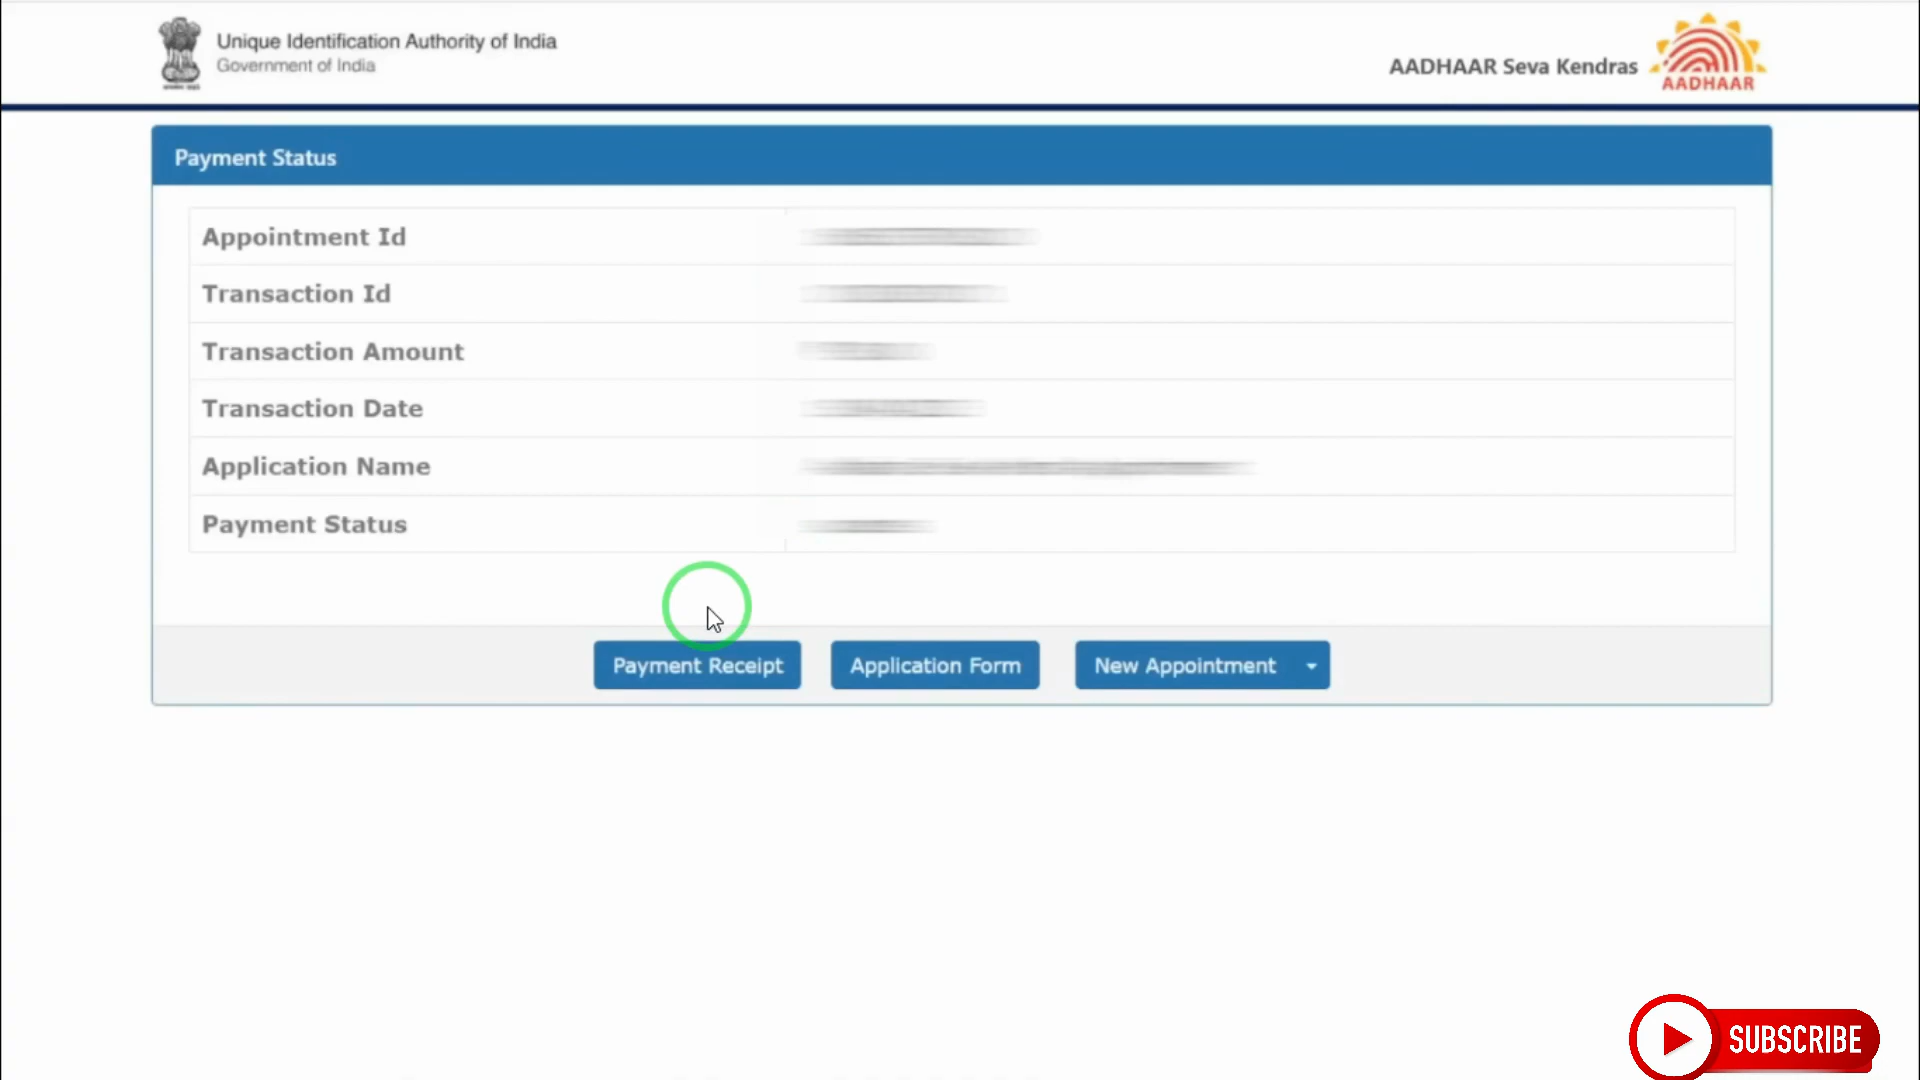 Unique Identification Authority of India
Government of India
AADHAAR Seva Kendras
AADHAAR
Payment Status
Appointment Id
Transaction Id
Transaction Amount
Transaction Date
Application Name
Payment Status
Payment Receipt
Application Form
New Appointment
SUBSCRIBE